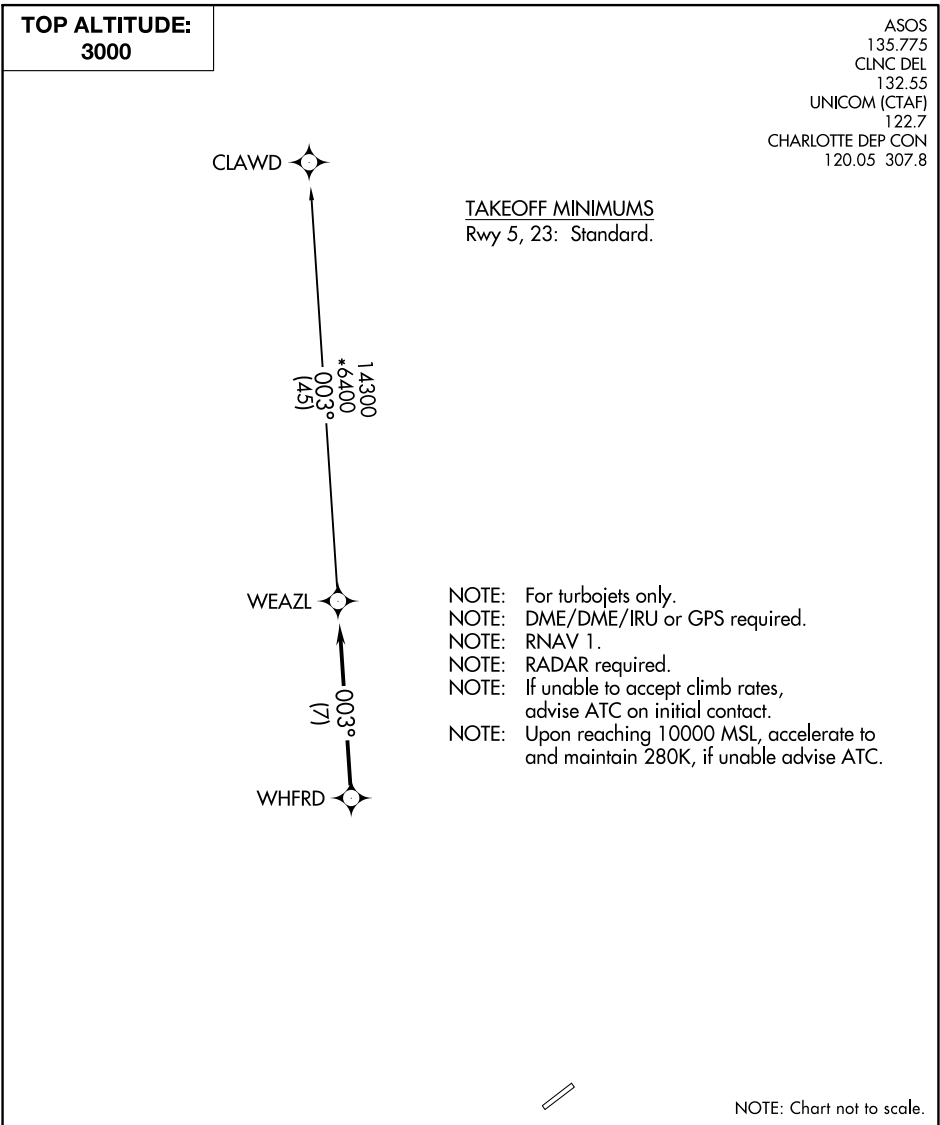 TOP ALTITUDE:
3000
ASOS
135.775
CLNC DEL
132.55
UNICOM (CTAF)
122.7
CHARLOTTE DEP CON
120.05 307.8
CLAWD
TAKEOFF MINIMUMS
Rwy 5, 23: Standard.
14300
*6400
003°
(45)
WEAZL
NOTE: For turbojets only.
NOTE: DME/DME/IRU or GPS required.
NOTE: RNAV 1.
NOTE: RADAR required.
NOTE: If unable to accept climb rates,
advise ATC on initial contact.
NOTE: Upon reaching 10000 MSL, accelerate to
and maintain 280K, if unable advise ATC.
003°
(7)
WHFRD
NOTE: Chart not to scale.